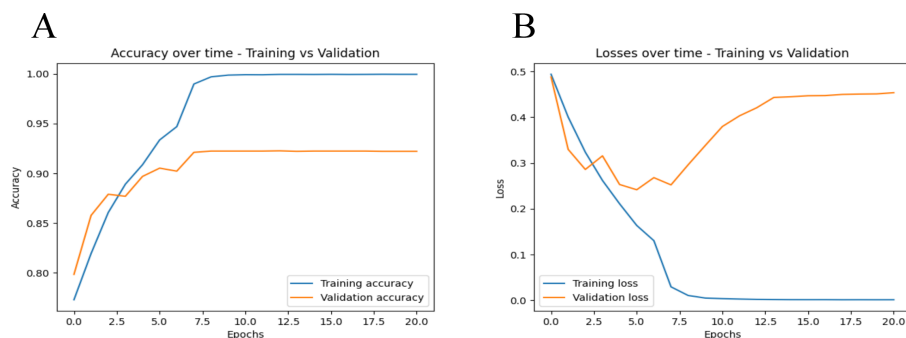 A
Accuracy over time - Training vs Validation
1.00
0.95
0.90
0.85
0.80
Accuracy
Training accuracy
Validation accuracy
0.0 2.5 5.0 7.5 10.0 12.5 15.0 17.5 20.0
Epochs
B
Losses over time - Training vs Validation
0.5
0.4
0.3
0.2
0.1
0.0
Loss
Training loss
Validation loss
0.0 2.5 5.0 7.5 10.0 12.5 15.0 17.5 20.0
Epochs